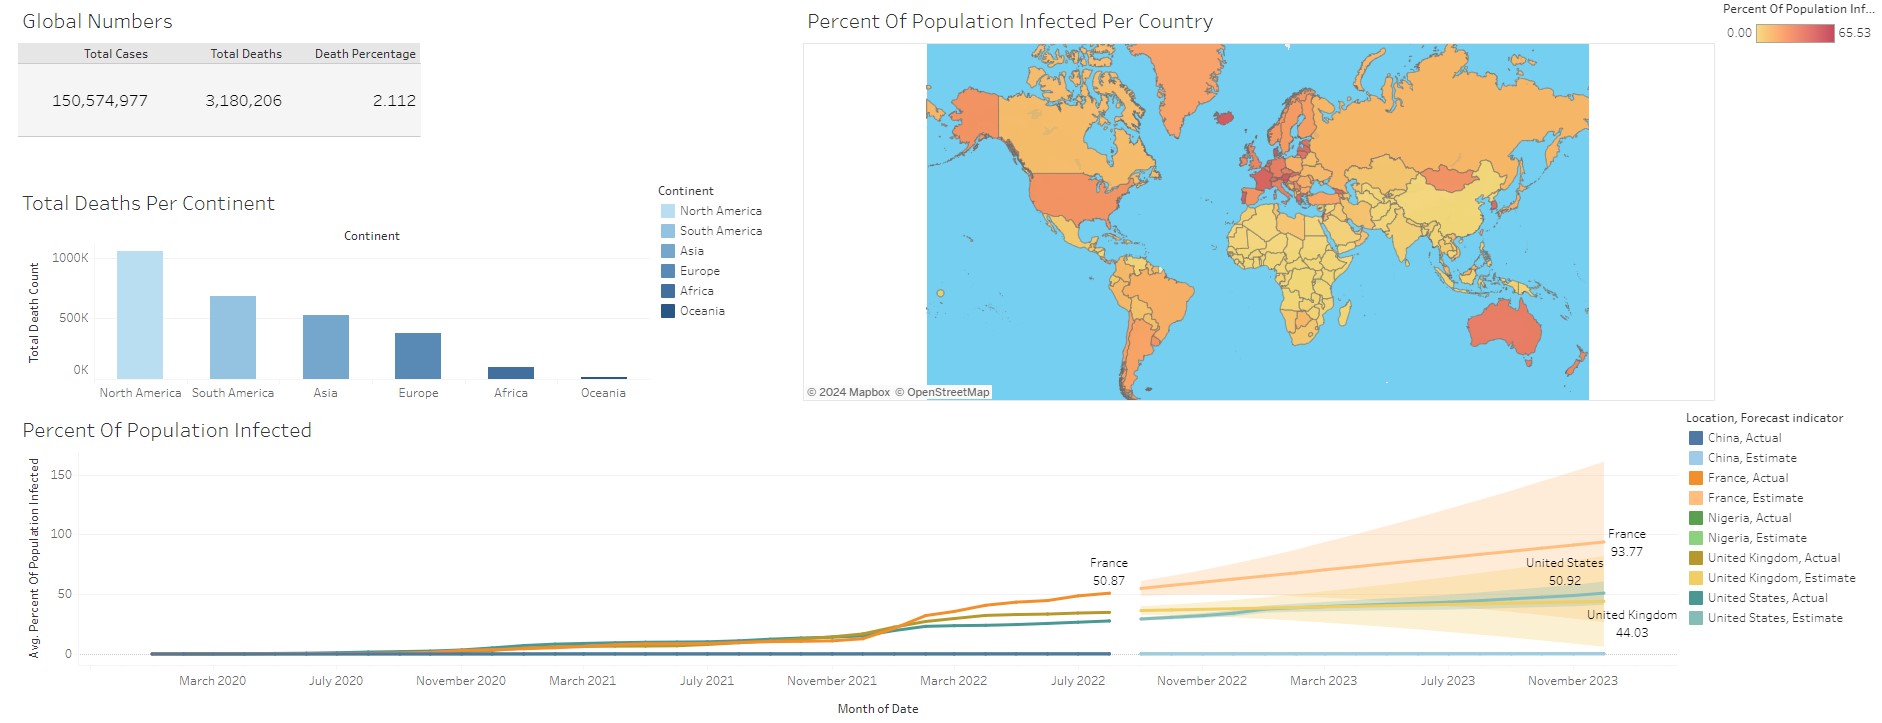 Global Numbers
Total Cases Total Deaths Death Percentage
150,574,977 3,180,206 2.112
Total Deaths Per Continent
Continent
Total Death Count
1000K
500K
0K
North America South America Asia Europe Africa Oceania
Continent
North America
South America
Asia
Europe
Africa
Oceania
Percent Of Population Infected Per Country
© 2024 Mapbox © OpenStreetMap
Percent Of Population Inf...
0.00 65.53
Percent Of Population Infected
Avg. Percent Of Population Infected
150
100
50
0
France
50.87
France
93.77
United States
50.92
United Kingdom
44.03
March 2020 July 2020 November 2020 March 2021 July 2021 November 2021 March 2022 July 2022 November 2022 March 2023 July 2023 November 2023
Month of Date
Location, Forecast indicator
China, Actual
China, Estimate
France, Actual
France, Estimate
Nigeria, Actual
Nigeria, Estimate
United Kingdom, Actual
United Kingdom, Estimate
United States, Actual
United States, Estimate